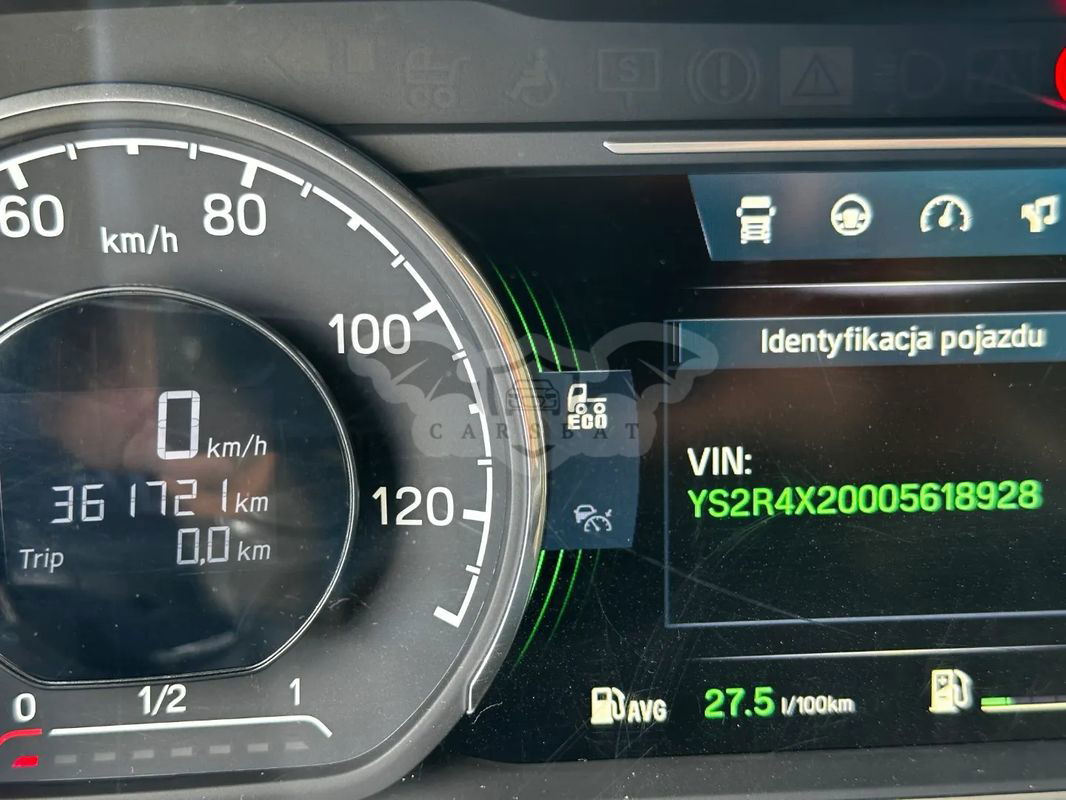 S
60
80
km/h
100
120
0 km/h
361721 km
Trip 0,0 km
0 1/2 1
ECO
CARSBAT
Identyfikacja pojazdu
VIN:
YS2R4X20005618928
AVG 27.5 l/100km